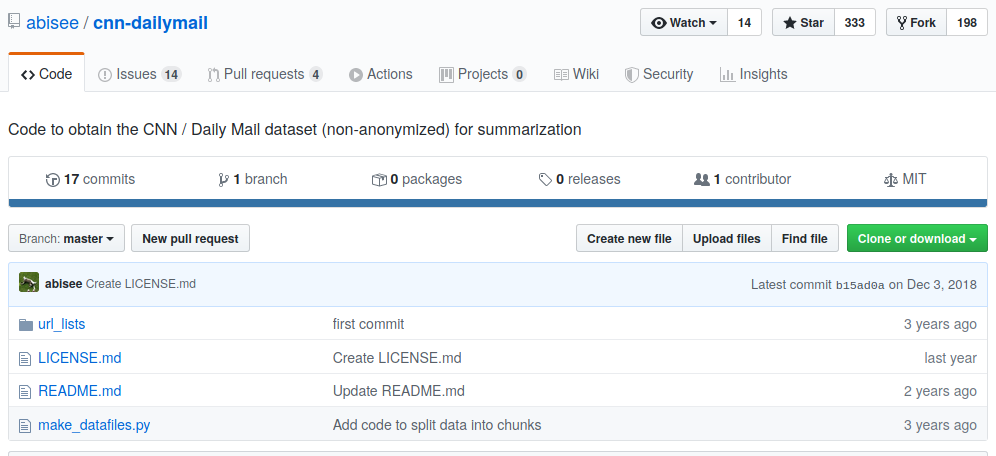 abisee / cnn-dailymail Watch 14 Star 333 Fork 198
Code Issues 14 Pull requests 4 Actions Projects 0 Wiki Security Insights
Code to obtain the CNN / Daily Mail dataset (non-anonymized) for summarization
17 commits 1 branch 0 packages 0 releases 1 contributor MIT
Branch: master New pull request Create new file Upload files Find file Clone or download
abisee Create LICENSE.md Latest commit b15ad0a on Dec 3, 2018
url_lists first commit 3 years ago
LICENSE.md Create LICENSE.md last year
README.md Update README.md 2 years ago
make_datafiles.py Add code to split data into chunks 3 years ago